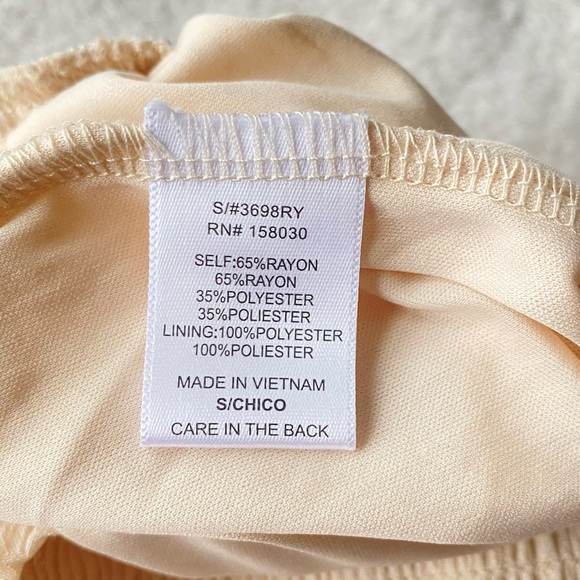 S/#3698RY
RN# 158030
SELF:65%RAYON
65%RAYON
35%POLYESTER
35%POLYESTER
LINING:100%POLYESTER
100%POLIESTER
MADE IN VIETNAM
S/CHICO
CARE IN THE BACK